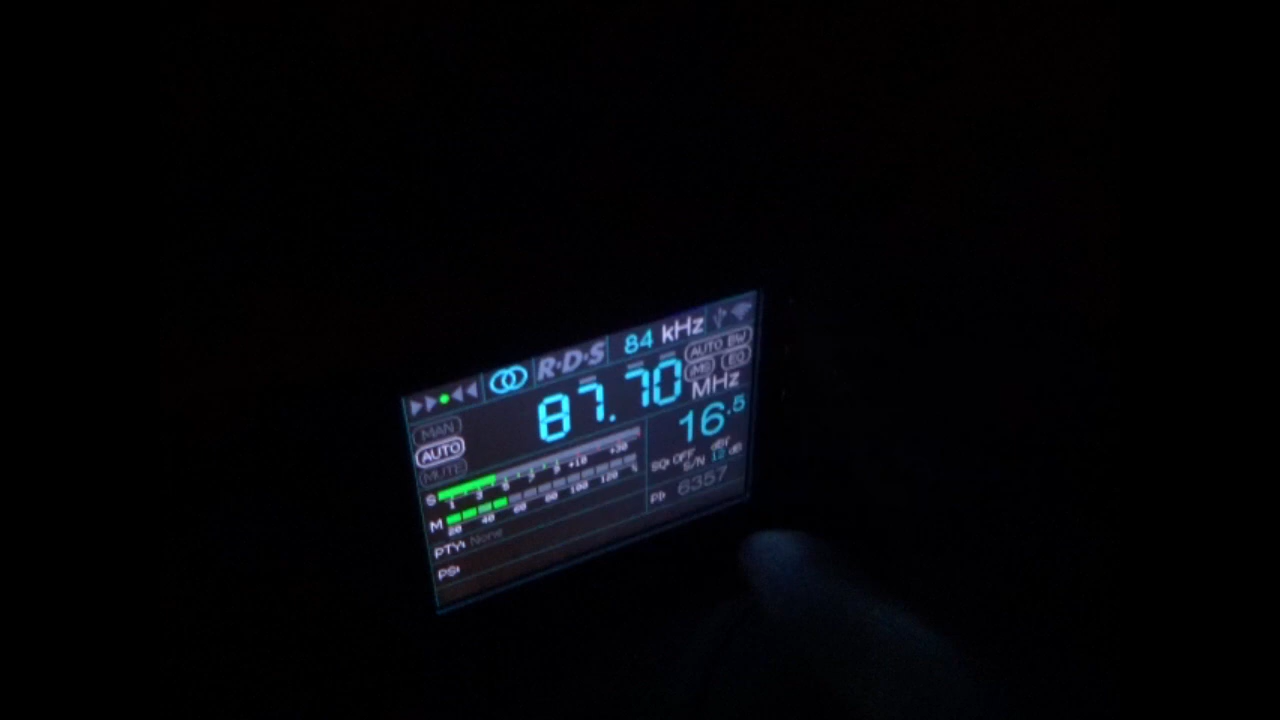 R·D·S 84 kHz
AUTO BW
iMS EQ
87.70 MHz
MAN
AUTO
MUTE
16.5 dBf
S 1 3 5 7 9 +10 +30
SQ: OFF S/N 12 dB
M 20 40 60 80 100 120 %
PI: 6357
PTY: None
PS: